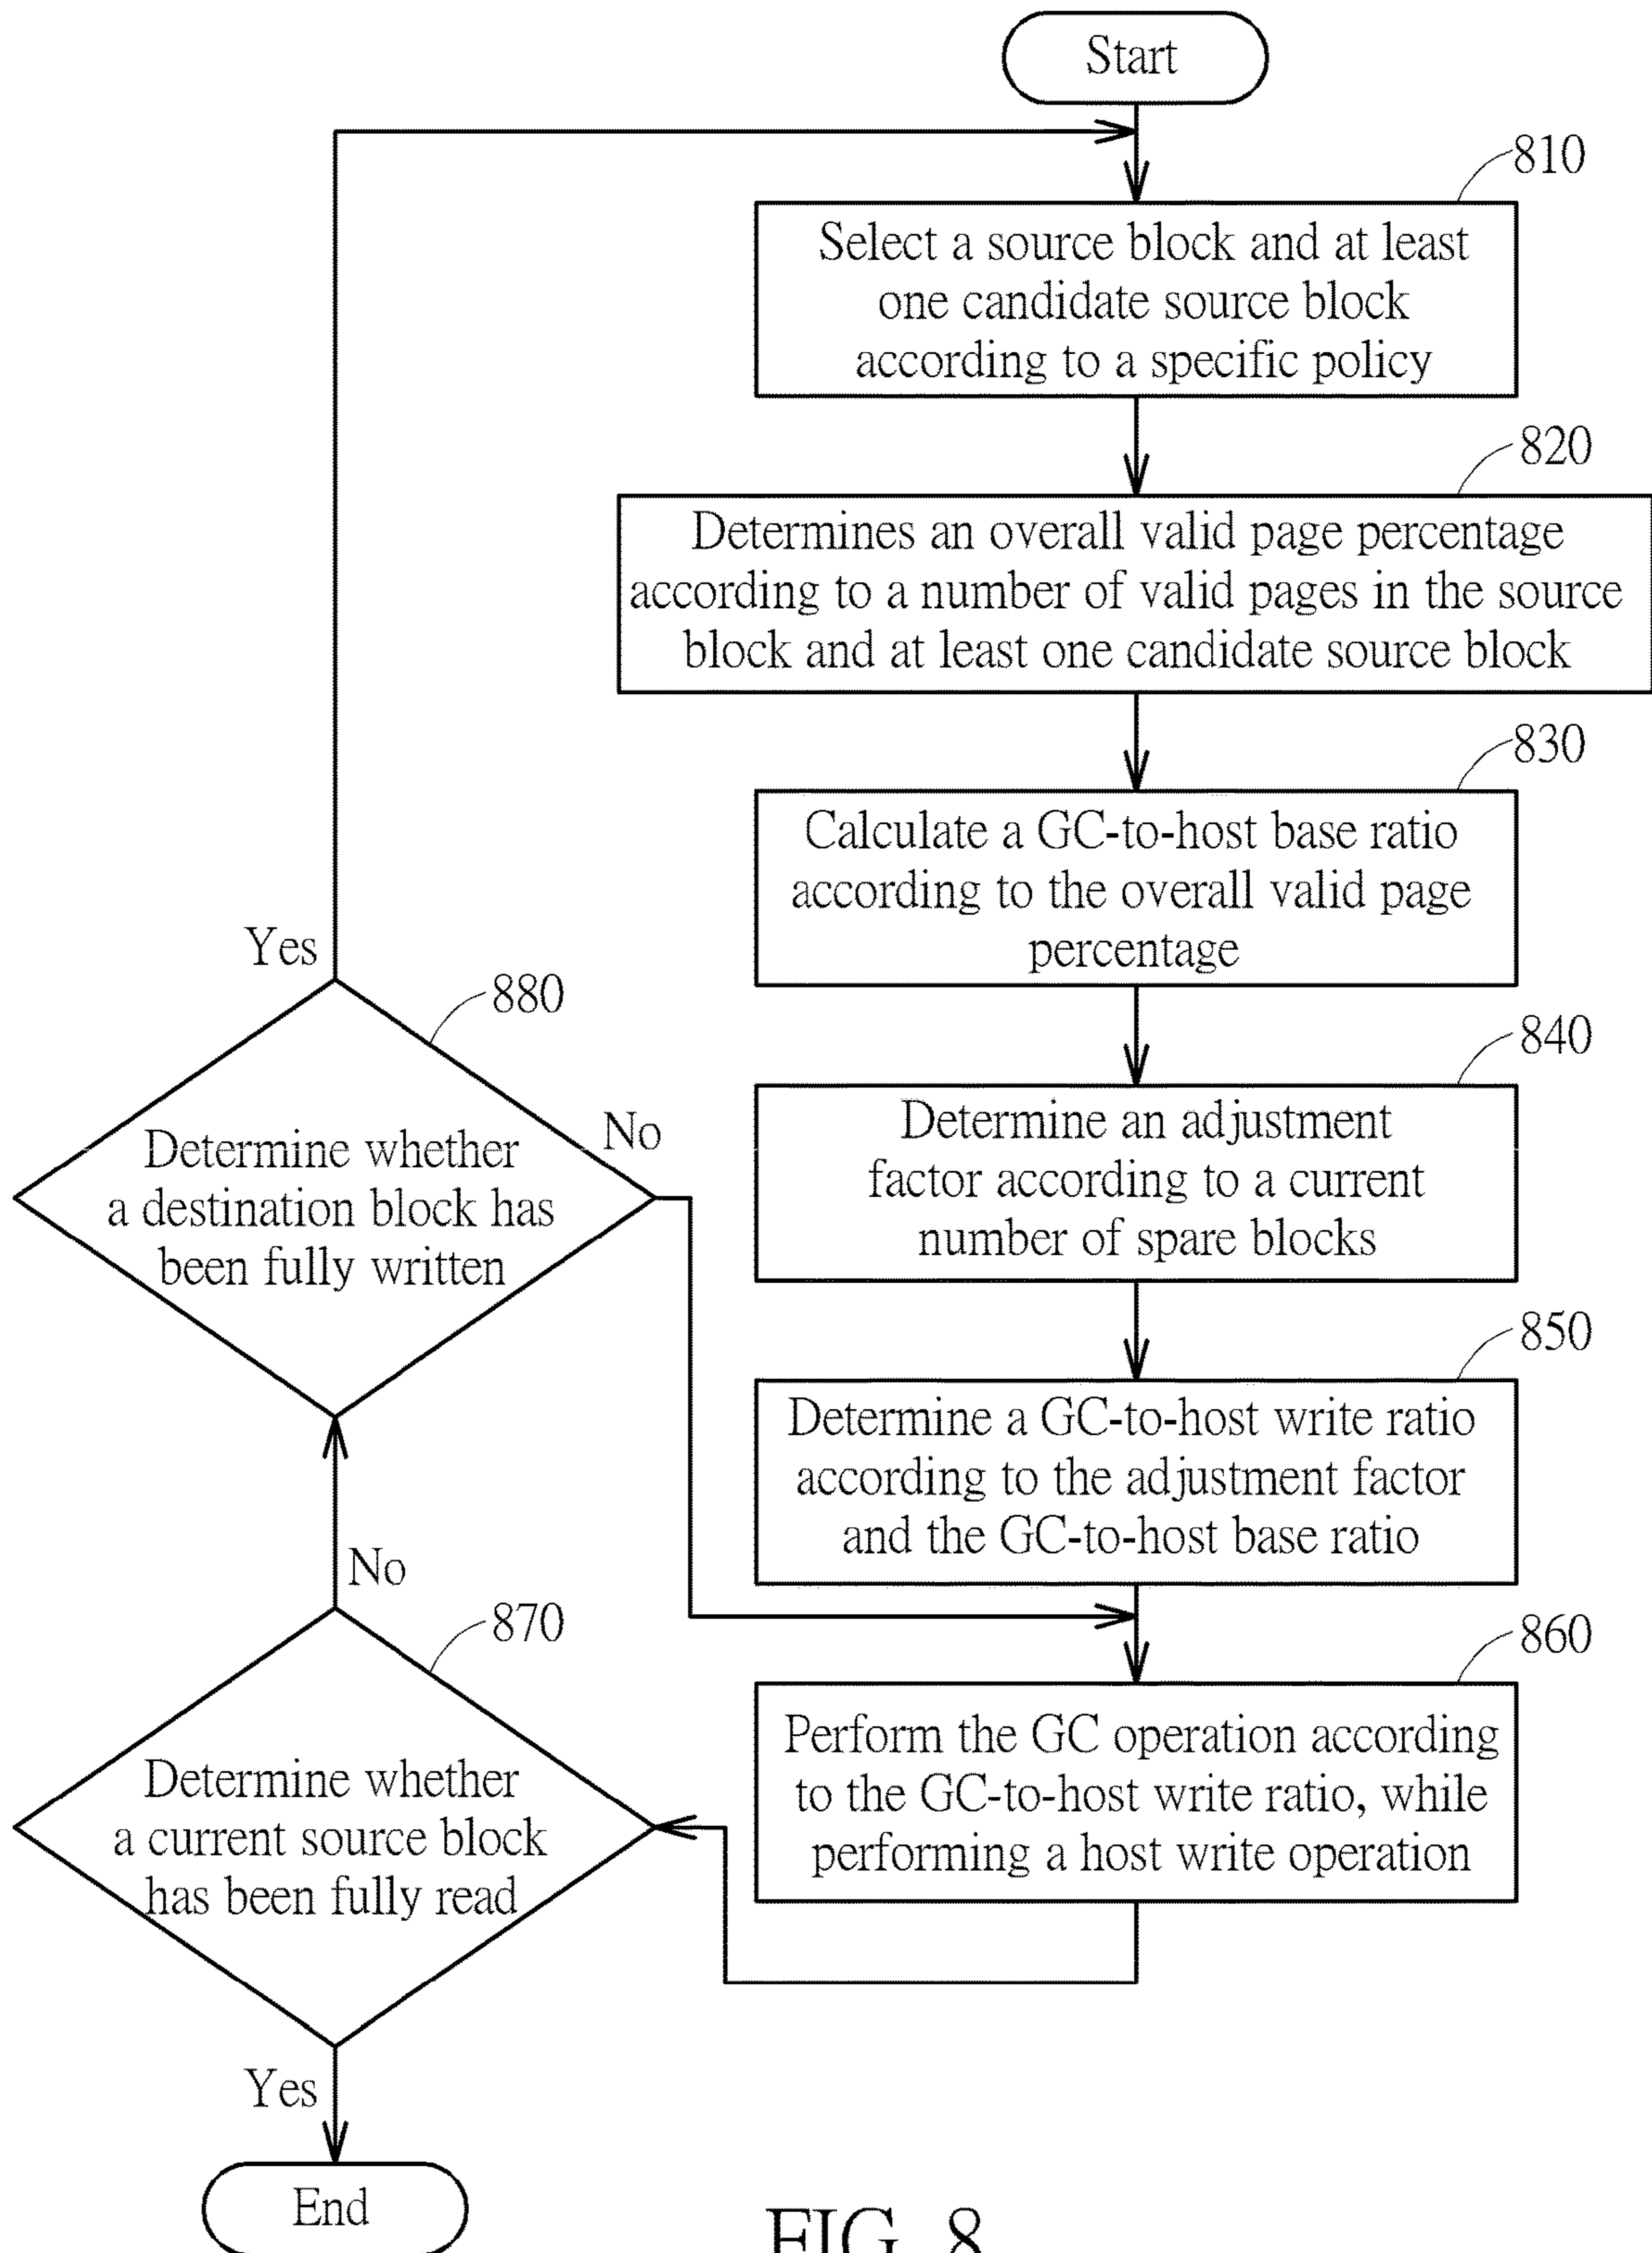 Start
810
Select a source block and at least
one candidate source block
according to a specific policy
820
Determines an overall valid page percentage
according to a number of valid pages in the source
block and at least one candidate source block
830
Calculate a GC-to-host base ratio
according to the overall valid page
percentage
840
Determine an adjustment
factor according to a current
number of spare blocks
850
Determine a GC-to-host write ratio
according to the adjustment factor
and the GC-to-host base ratio
860
Perform the GC operation according
to the GC-to-host write ratio, while
performing a host write operation
870
Determine whether
a current source block
has been fully read
No
Yes
880
Determine whether
a destination block has
been fully written
Yes
No
End
FIG. 8